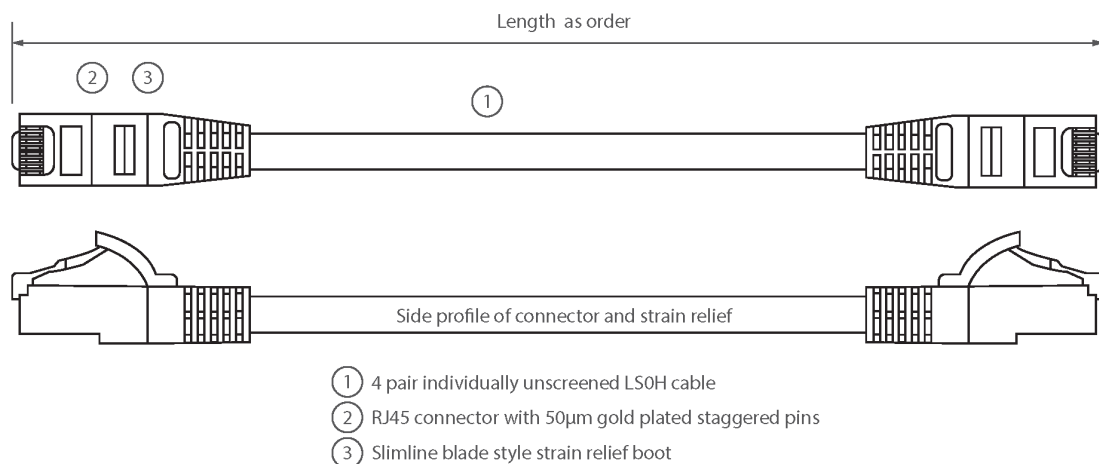 Length as order
2 3
1
Side profile of connector and strain relief
1 4 pair individually unscreened LS0H cable
2 RJ45 connector with 50µm gold plated staggered pins
3 Slimline blade style strain relief boot